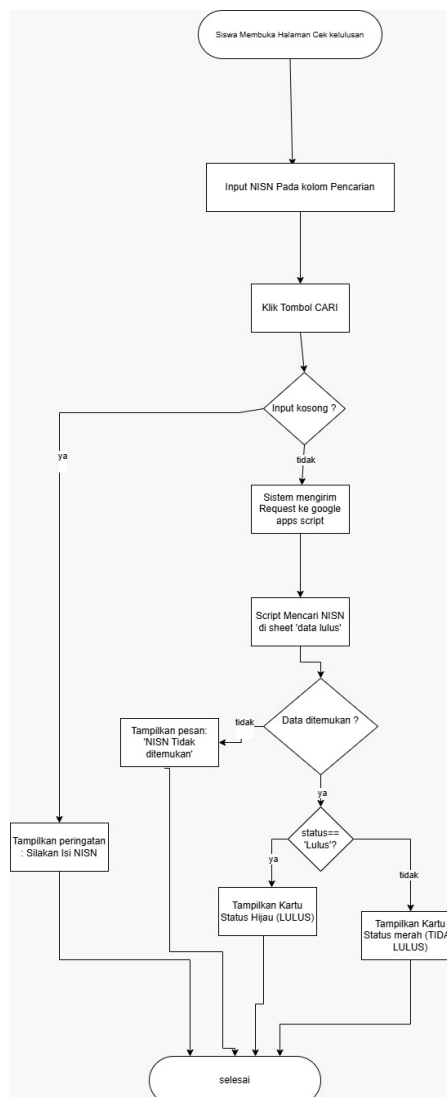 Siswa Membuka Halaman Cek kelulusan
Input NISN Pada kolom Pencarian
Klik Tombol CARI
Input kosong ?
ya
tidak
Sistem mengirim
Request ke google
apps script
Script Mencari NISN
di sheet 'data lulus'
Data ditemukan ?
tidak
Tampilkan pesan:
'NISN Tidak
ditemukan'
ya
status==
'Lulus'?
Tampilkan peringatan
: Silakan Isi NISN
ya
tidak
Tampilkan Kartu
Status Hijau (LULUS)
Tampilkan Kartu
Status merah (TIDA
LULUS)
selesai